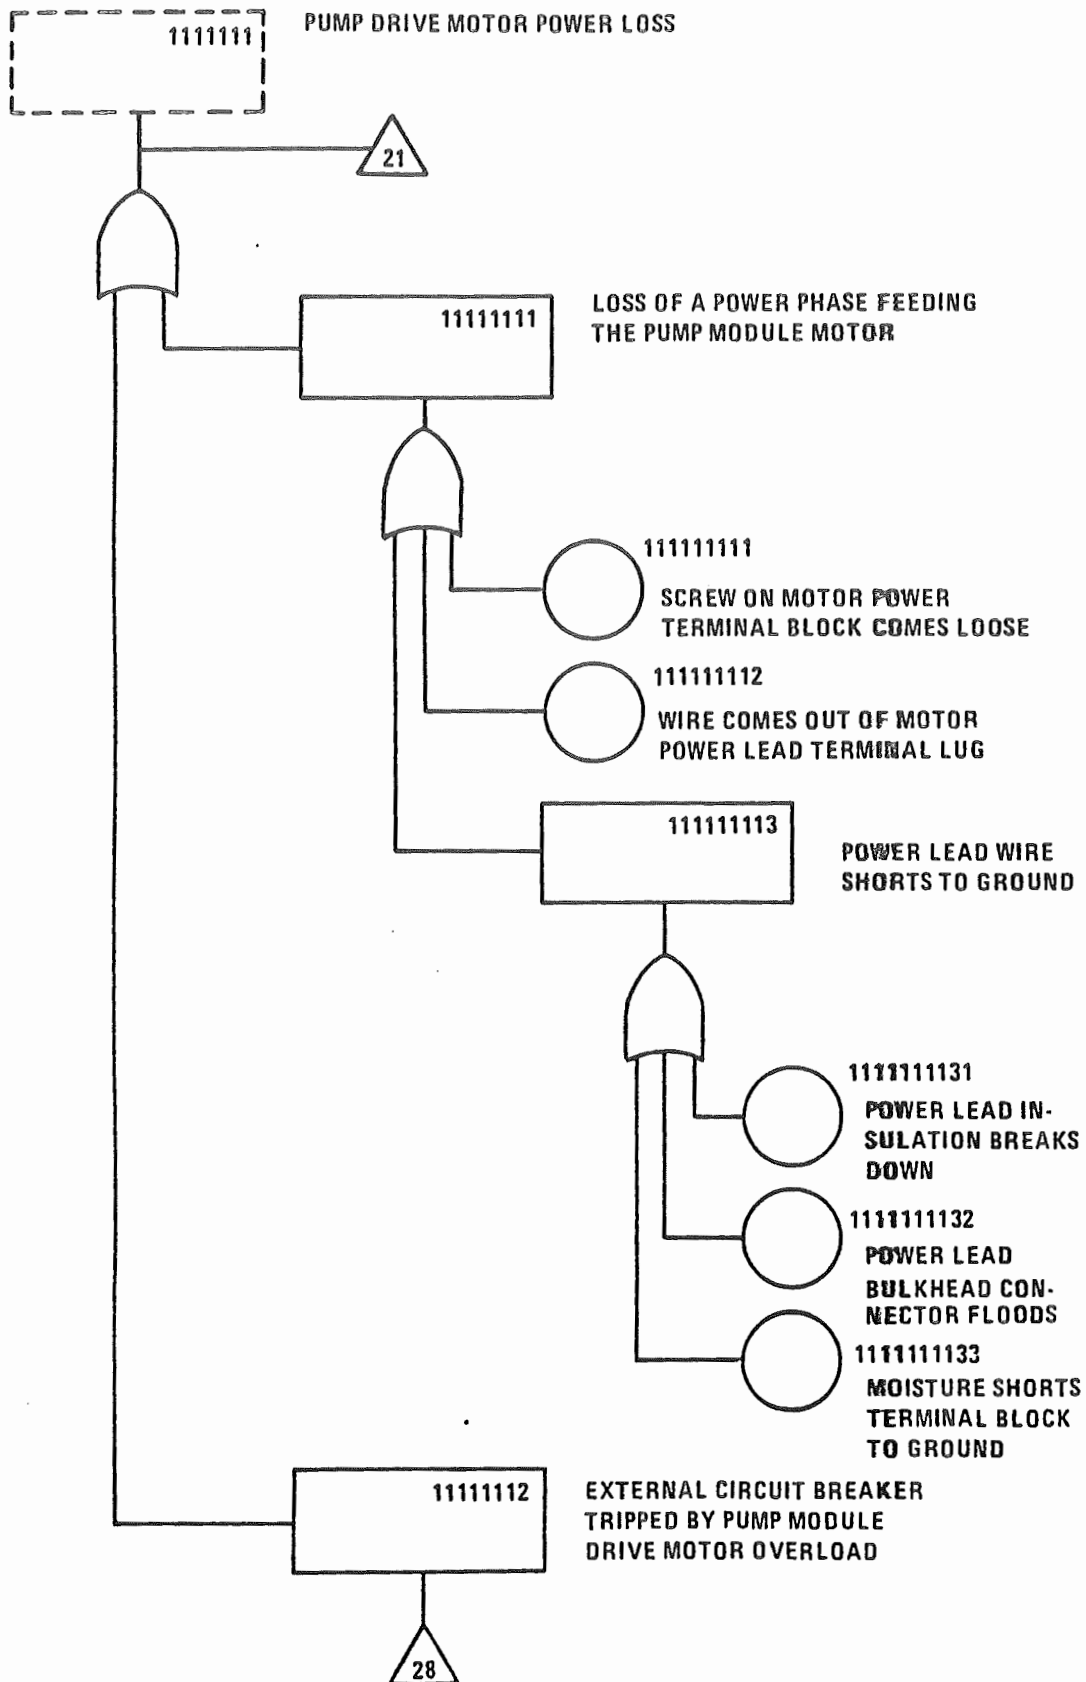 1111111
PUMP DRIVE MOTOR POWER LOSS
21
11111111
LOSS OF A POWER PHASE FEEDING
THE PUMP MODULE MOTOR
111111111
SCREW ON MOTOR POWER
TERMINAL BLOCK COMES LOOSE
111111112
WIRE COMES OUT OF MOTOR
POWER LEAD TERMINAL LUG
111111113
POWER LEAD WIRE
SHORTS TO GROUND
1111111131
POWER LEAD IN-
SULATION BREAKS
DOWN
1111111132
POWER LEAD
BULKHEAD CON-
NECTOR FLOODS
1111111133
MOISTURE SHORTS
TERMINAL BLOCK
TO GROUND
11111112
EXTERNAL CIRCUIT BREAKER
TRIPPED BY PUMP MODULE
DRIVE MOTOR OVERLOAD
28